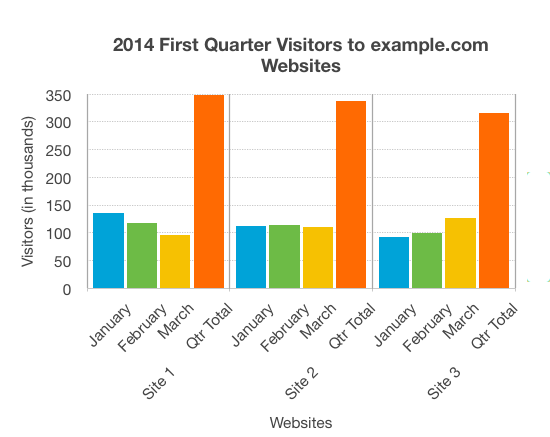 2014 First Quarter Visitors to example.com
Websites
Visitors (in thousands)
350
300
250
200
150
100
50
0
January
February
March
Qtr Total
January
February
March
Qtr Total
January
February
March
Qtr Total
Site 1
Site 2
Site 3
Websites